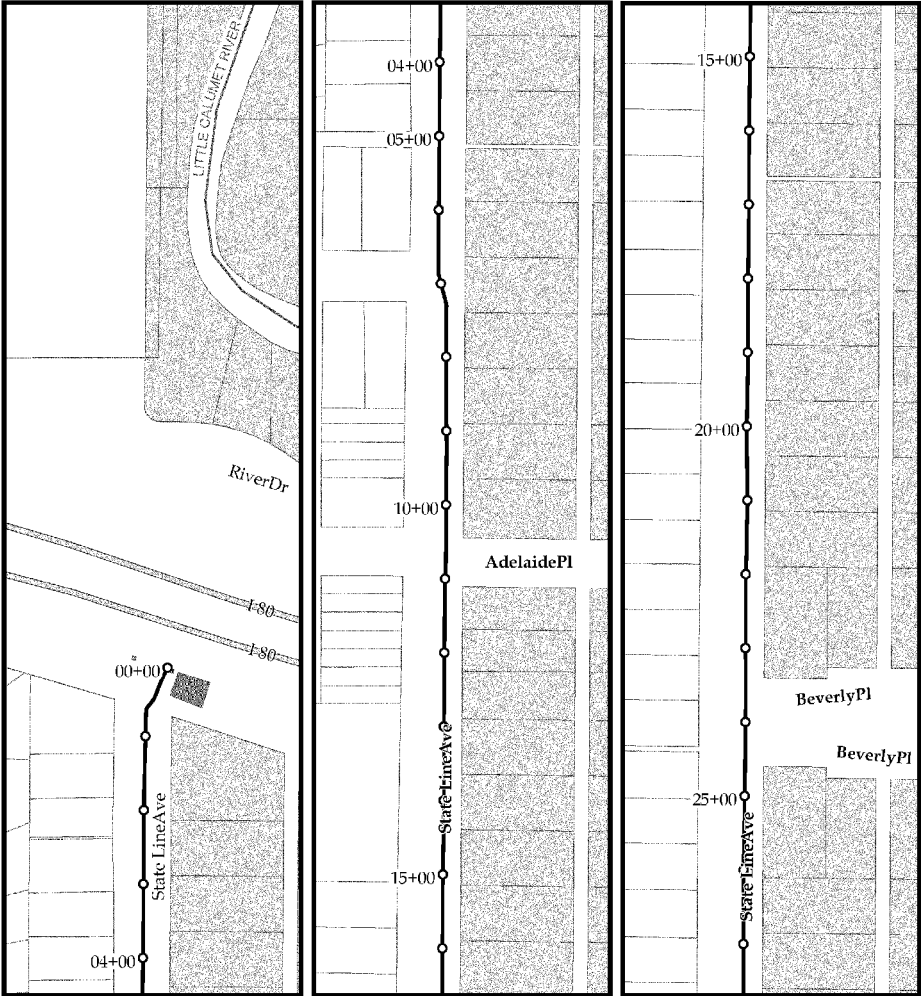 LITTLE CALUMET RIVER
RiverDr
I-80
I-80
00+00
State LineAve
04+00
04+00
05+00
10+00
AdelaidePl
State LineAve
15+00
15+00
20+00
BeverlyPl
BeverlyPl
25+00
State LineAve